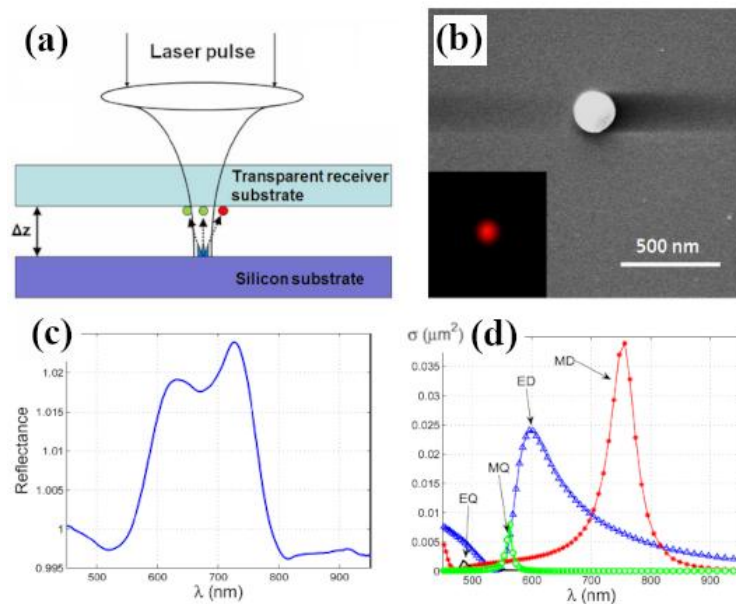 (a)
Laser pulse
Transparent receiver
substrate
Δz
Silicon substrate
(b)
500 nm
(c)
1.02
1.015
1.01
1.005
1
0.995
Reflectance
500 600 700 800 900
λ (nm)
(d)
σ (μm²)
0.035
0.03
0.025
0.02
0.015
0.01
0.005
0
MD
ED
MQ
EQ
500 600 700 800 900
λ (nm)